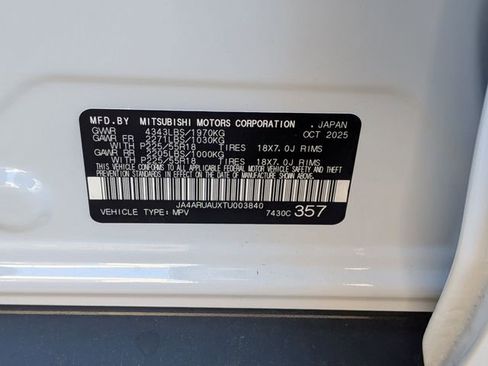 MFD.BY MITSUBISHI MOTORS CORPORATION. JAPAN
GVWR 4343LBS/1970KG OCT 2025
GAWR FR 2271LBS/1030KG
WITH P225/55R18 TIRES 18X7.0J RIMS
GAWR RR 2205LBS/1000KG
WITH P225/55R18 TIRES 18X7.0J RIMS
THIS VEHICLE CONFORMS TO ALL APPLICABLE FEDERAL MOTOR VEHICLE SAFETY AND THEFT
PREVENTION STANDARDS IN EFFECT ON THE DATE OF MANUFACTURE SHOWN ABOVE.
JA4ARUAUXTU003840
VEHICLE TYPE: MPV 7430C 357